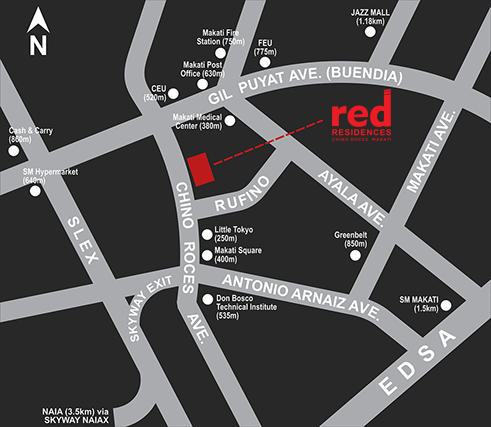 N
JAZZ MALL
(1.18km)
Makati Fire
Station (750m)
FEU
(775m)
Makati Post
Office (630m)
CEU
(520m)
GIL PUYAT AVE. (BUENDIA)
Makati Medical
Center (380m)
red
RESIDENCES
CHINO ROCES, MAKATI
Cash & Carry
(860m)
SM Hypermarket
(640m)
MAKATI AVE.
AYALA AVE.
RUFINO
CHINO ROCES AVE.
SLEX
Little Tokyo
(250m)
Makati Square
(400m)
Greenbelt
(850m)
SKYWAY EXIT
ANTONIO ARNAIZ AVE.
Don Bosco
Technical Institute
(535m)
SM MAKATI
(1.5km)
EDSA
NAIA (3.5km) via
SKYWAY NAIAX